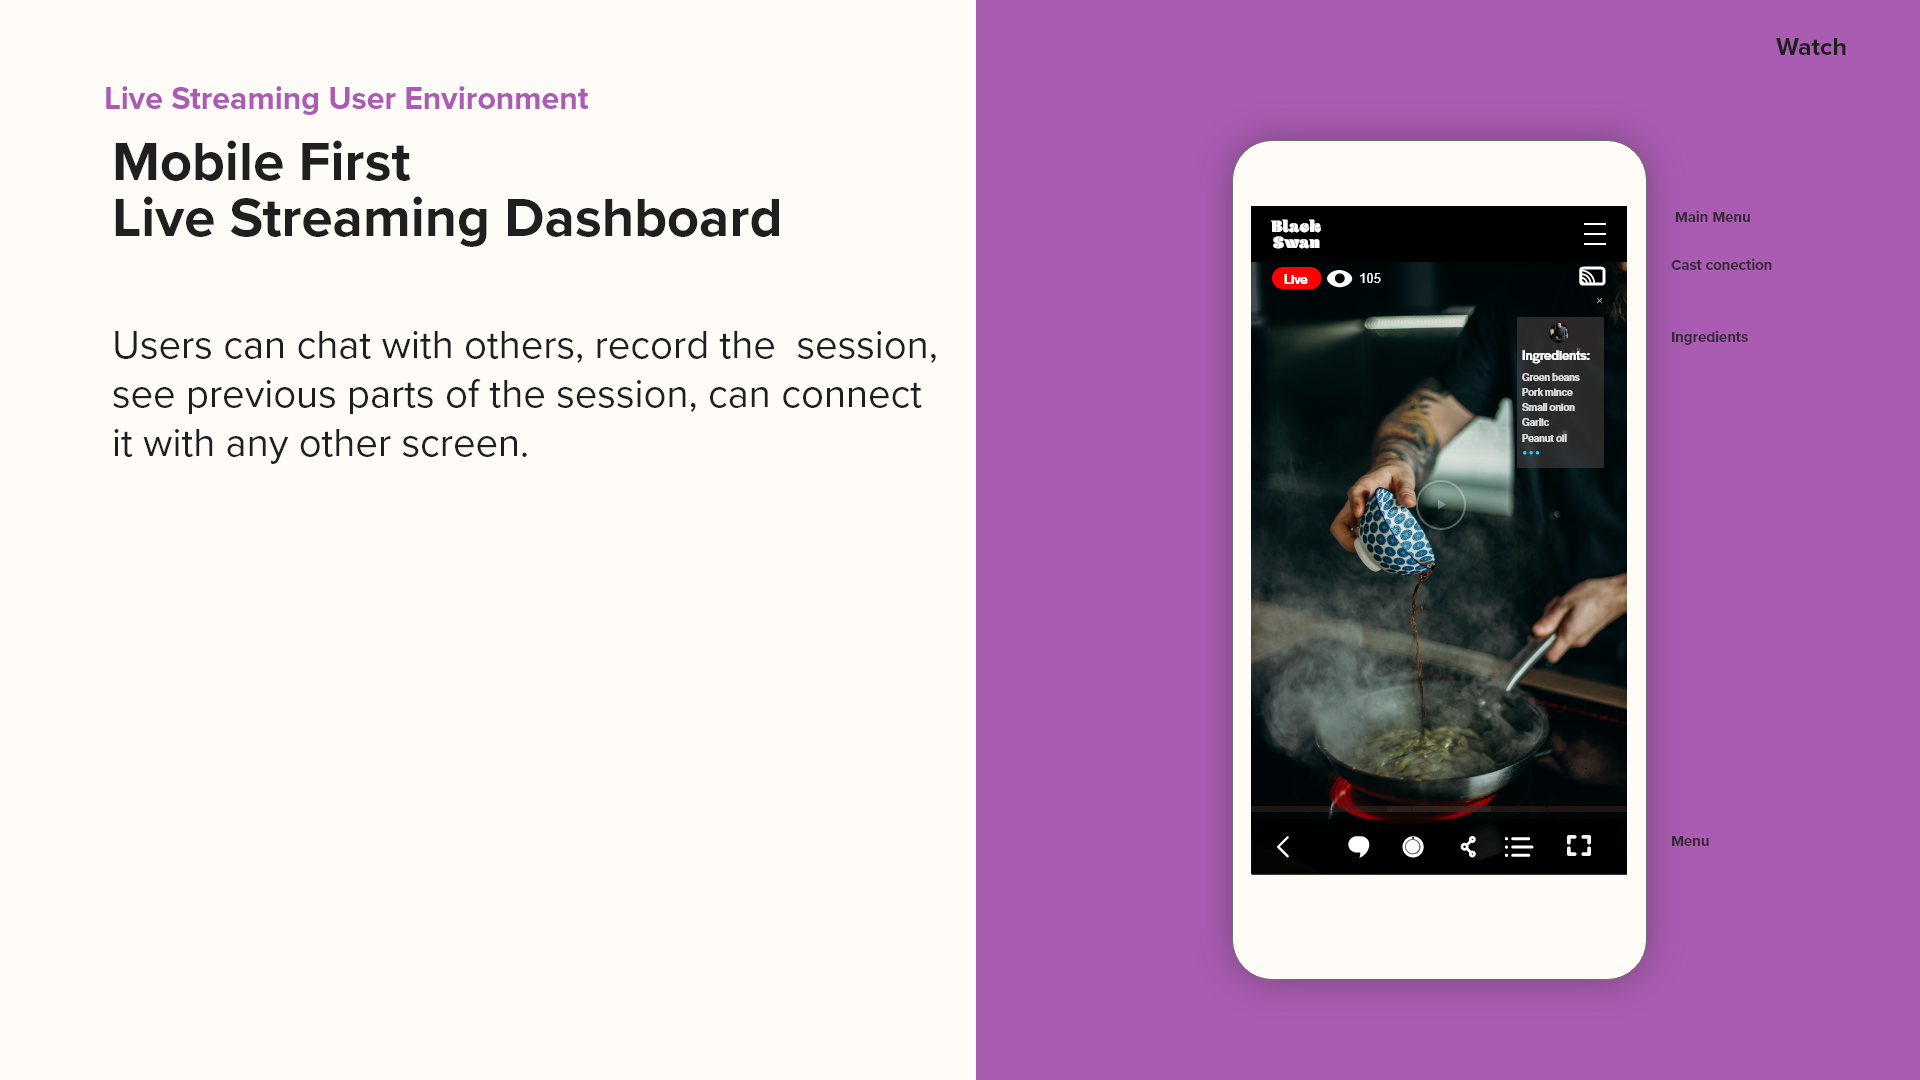 Live Streaming User Environment
Mobile First
Live Streaming Dashboard
Users can chat with others, record the  session,
see previous parts of the session, can connect
it with any other screen.
Watch
Black
Swan
Live 105
Ingredients:
Green beans
Pork mince
Small onion
Garlic
Peanut oil
Main Menu
Cast conection
Ingredients
Menu